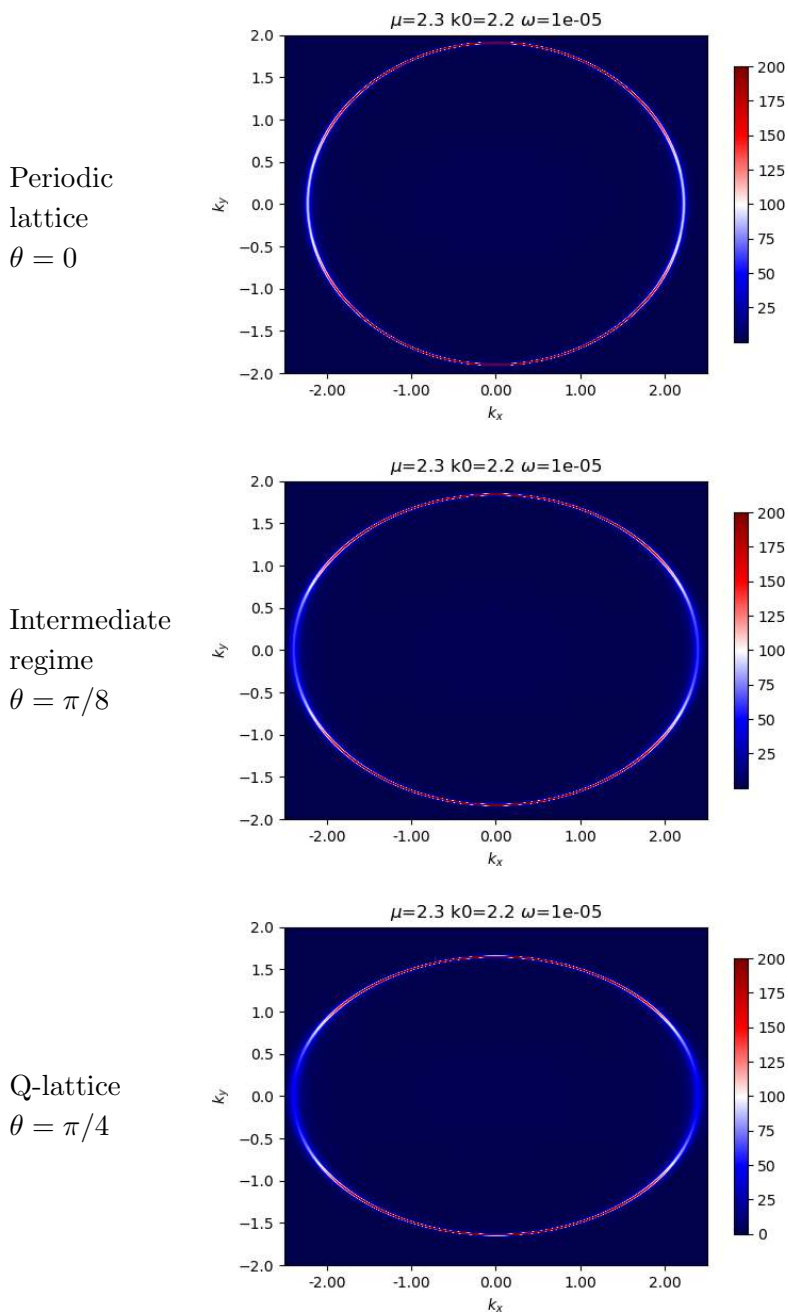 Periodic
lattice
θ = 0
μ=2.3 k0=2.2 ω=1e-05
2.0
1.5
1.0
0.5
0.0
−0.5
−1.0
−1.5
−2.0
k_y
-2.00 -1.00 0.00 1.00 2.00
k_x
200
175
150
125
100
75
50
25
Intermediate
regime
θ = π/8
μ=2.3 k0=2.2 ω=1e-05
2.0
1.5
1.0
0.5
0.0
−0.5
−1.0
−1.5
−2.0
k_y
-2.00 -1.00 0.00 1.00 2.00
k_x
200
175
150
125
100
75
50
25
Q-lattice
θ = π/4
μ=2.3 k0=2.2 ω=1e-05
2.0
1.5
1.0
0.5
0.0
−0.5
−1.0
−1.5
−2.0
k_y
-2.00 -1.00 0.00 1.00 2.00
k_x
200
175
150
125
100
75
50
25
0